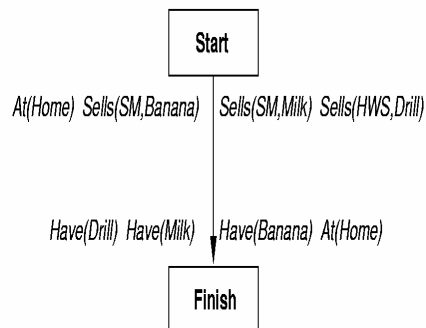 Start
At(Home) Sells(SM,Banana) Sells(SM,Milk) Sells(HWS,Drill)
Have(Drill) Have(Milk) Have(Banana) At(Home)
Finish